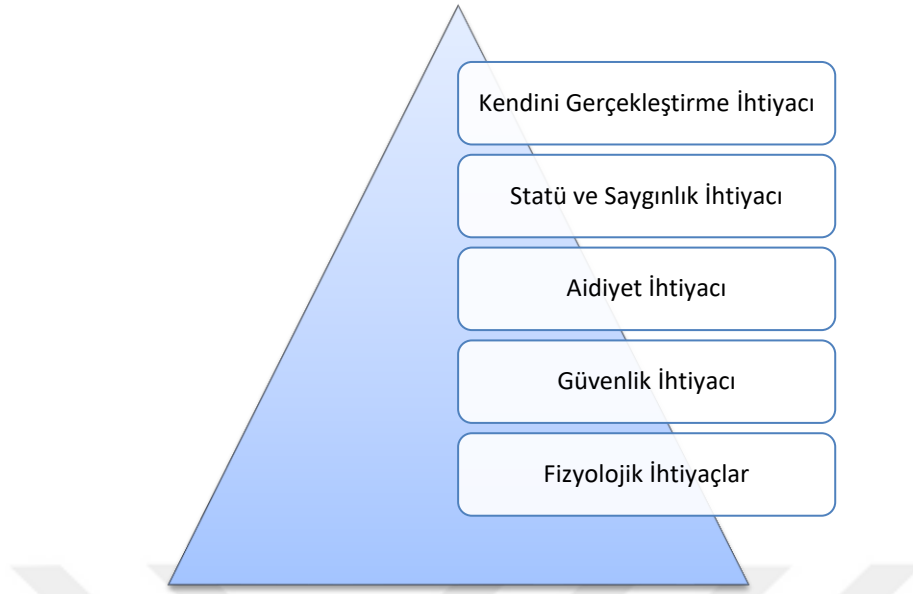 Kendini Gerçekleştirme İhtiyacı
Statü ve Saygınlık İhtiyacı
Aidiyet İhtiyacı
Güvenlik İhtiyacı
Fizyolojik İhtiyaçlar